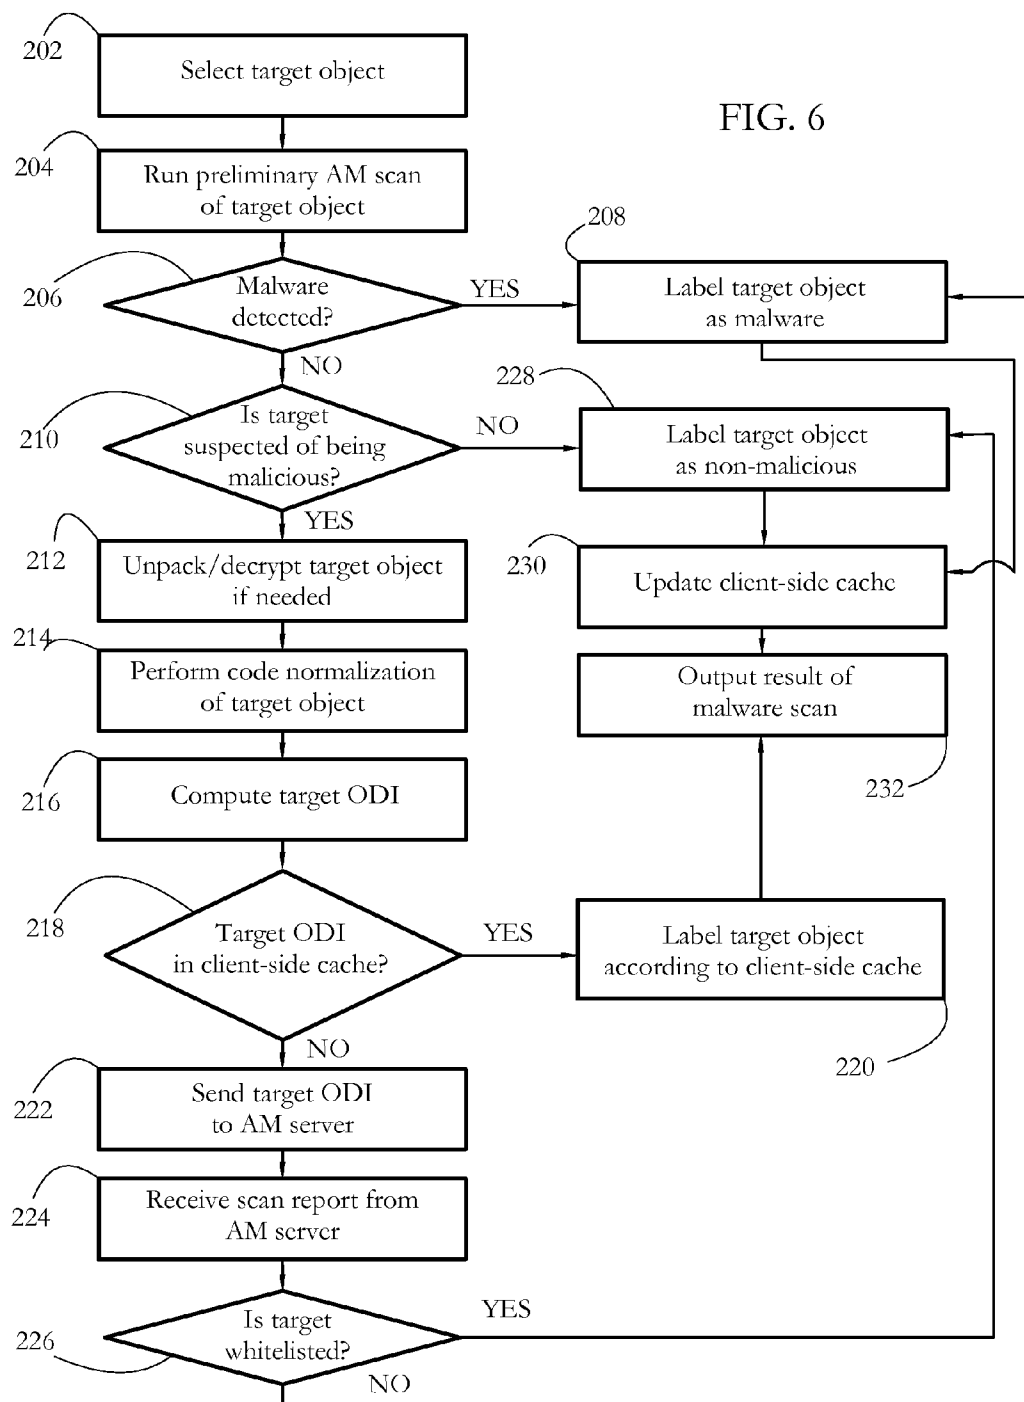 202
Select target object
FIG. 6
204
Run preliminary AM scan
of target object
206
Malware
detected?
YES
NO
208
Label target object
as malware
210
Is target
suspected of being
malicious?
NO
YES
228
Label target object
as non-malicious
212
Unpack/decrypt target object
if needed
230
Update client-side cache
214
Perform code normalization
of target object
Output result of
malware scan
232
216
Compute target ODI
218
Target ODI
in client-side cache?
YES
NO
Label target object
according to client-side cache
220
222
Send target ODI
to AM server
224
Receive scan report from
AM server
226
Is target
whitelisted?
YES
NO